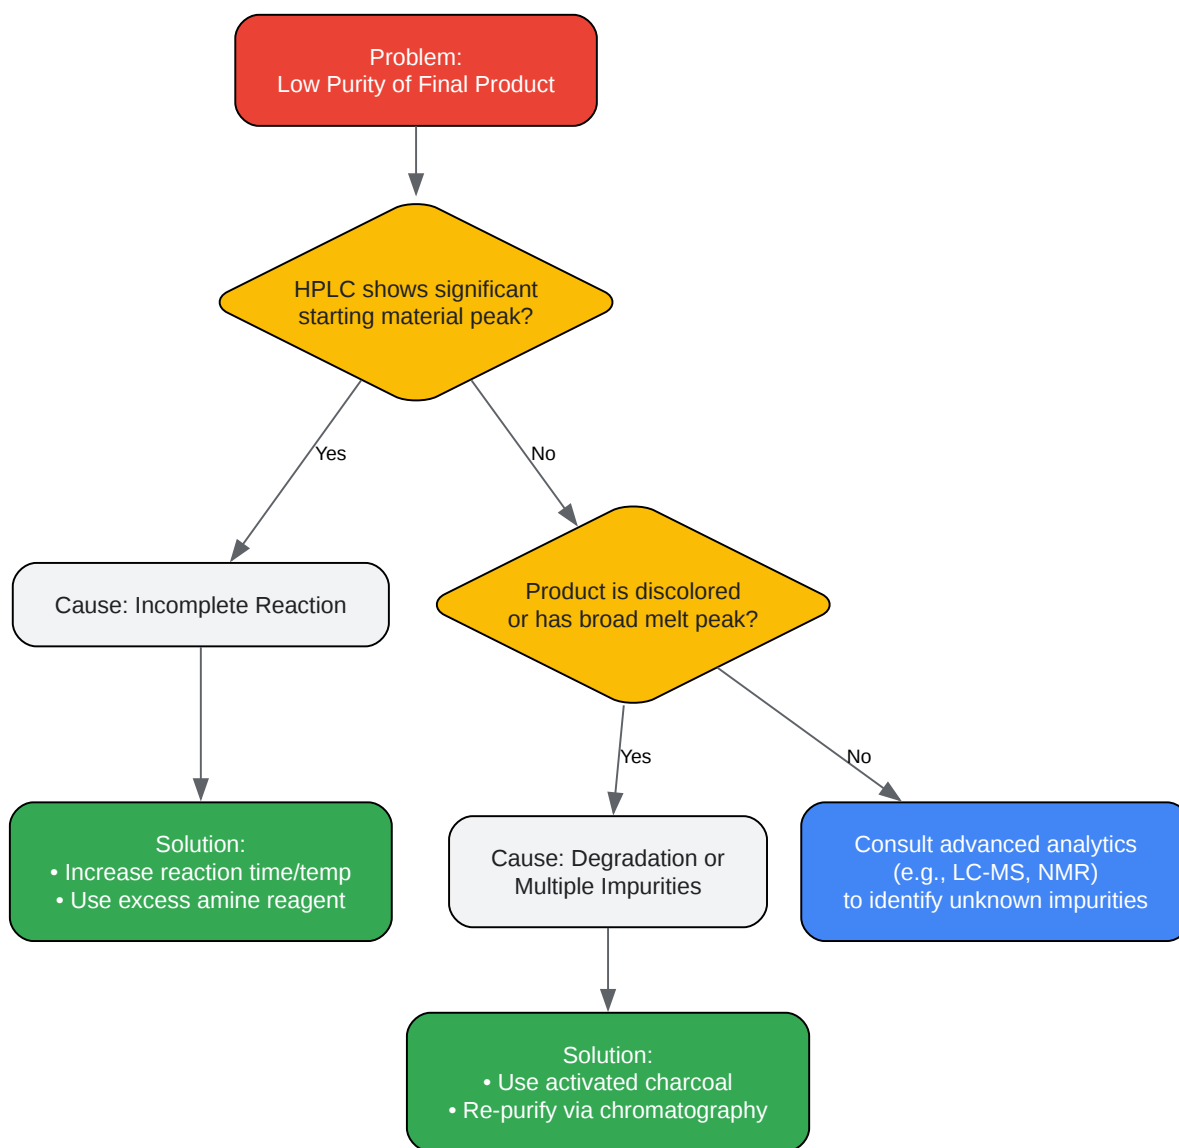 Problem:
Low Purity of Final Product
HPLC shows significant
starting material peak?
Yes
No
Cause: Incomplete Reaction
Product is discolored
or has broad melt peak?
Yes
No
Solution:
• Increase reaction time/temp
• Use excess amine reagent
Cause: Degradation or
Multiple Impurities
Consult advanced analytics
(e.g., LC-MS, NMR)
to identify unknown impurities
Solution:
• Use activated charcoal
• Re-purify via chromatography